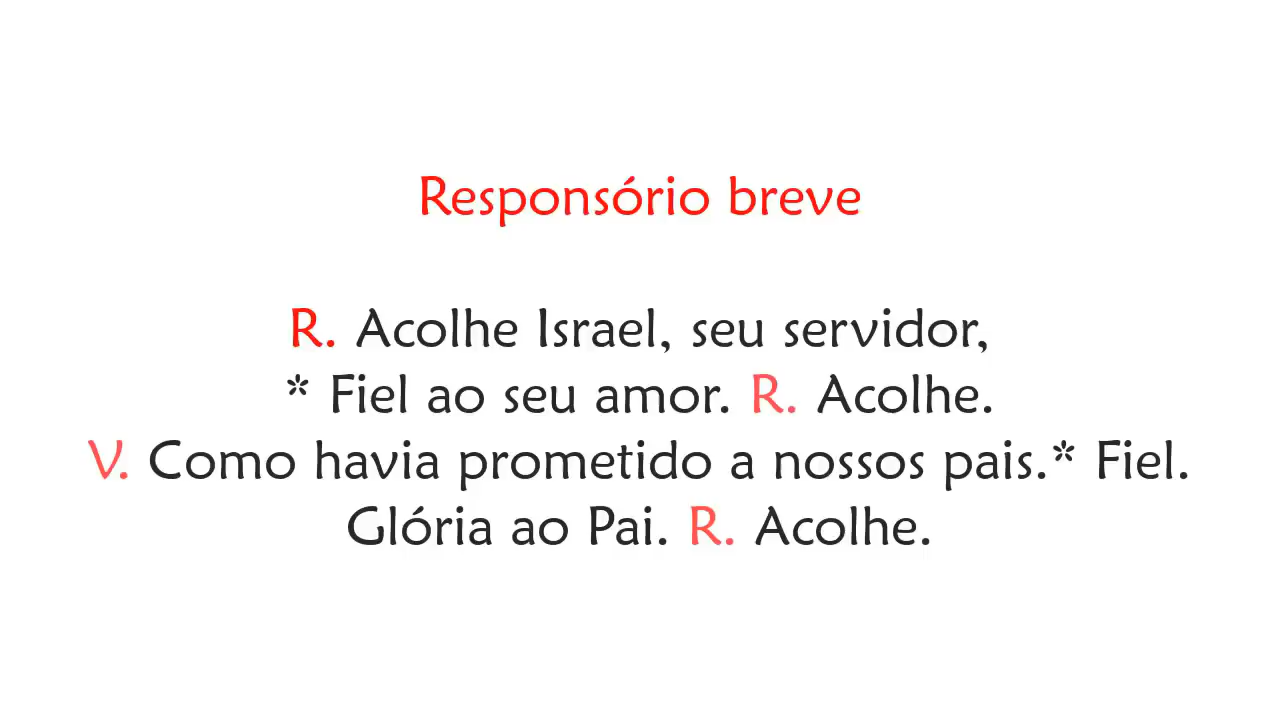 Responsório breve
R. Acolhe Israel, seu servidor,
* Fiel ao seu amor. R. Acolhe.
V. Como havia prometido a nossos pais.* Fiel.
Glória ao Pai. R. Acolhe.